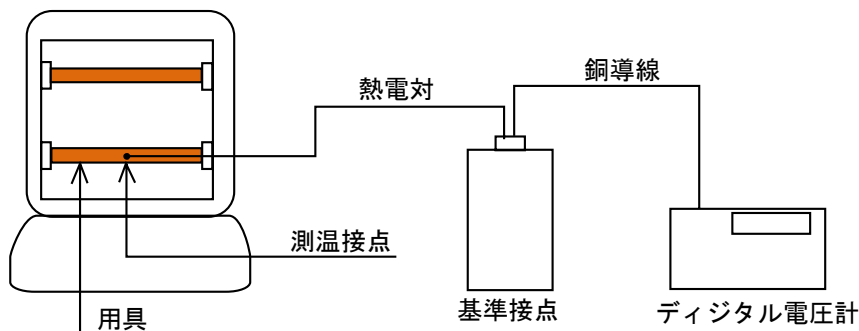 銅導線
熱電対
測温接点
基準接点
ディジタル電圧計
用具